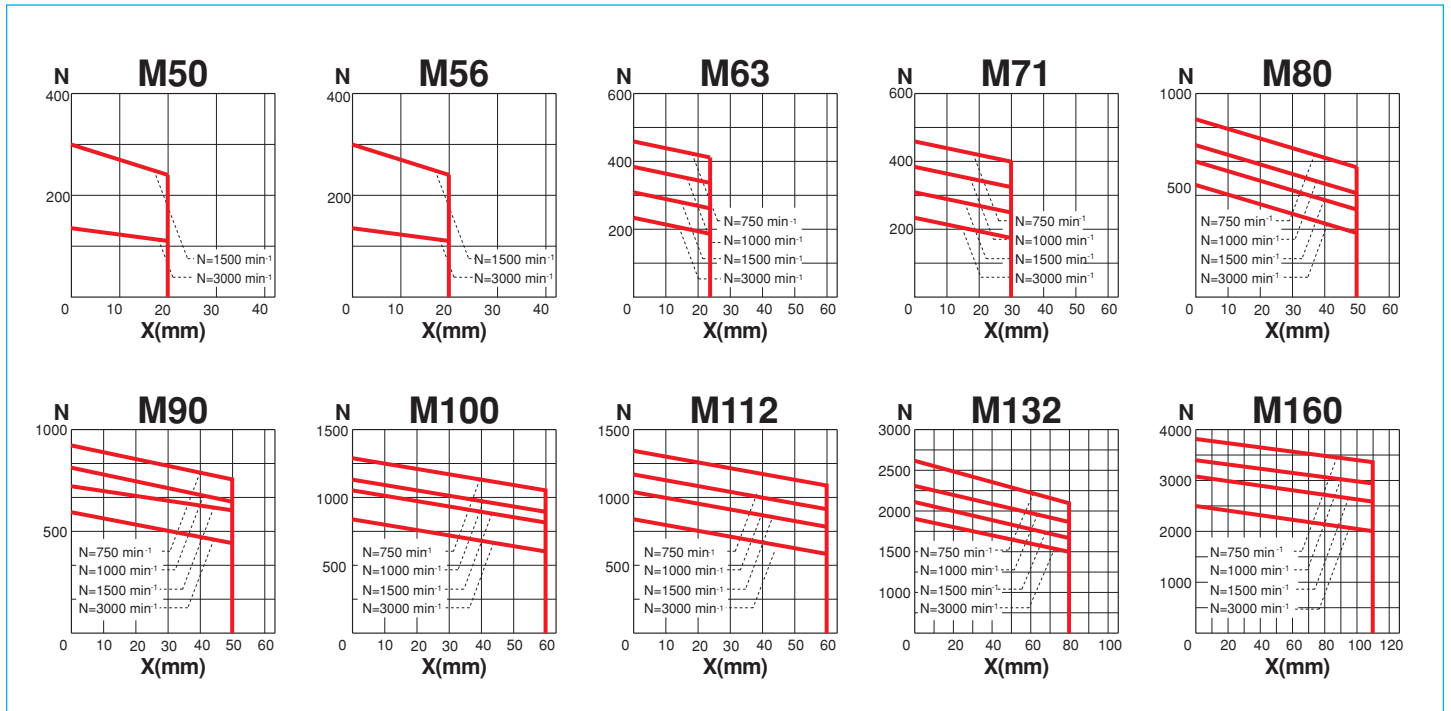 M50
N
400
200
N=1500 min-1
N=3000 min-1
0 10 20 30 40
X(mm)
M56
N
400
200
N=1500 min-1
N=3000 min-1
0 10 20 30 40
X(mm)
M63
600
400
200
N=750 min-1
N=1000 min-1
N=1500 min-1
N=3000 min-1
0 10 20 30 40 50 60
X(mm)
M71
600
400
200
N=750 min-1
N=1000 min-1
N=1500 min-1
N=3000 min-1
0 10 20 30 40 50 60
X(mm)
N
M80
1000
500
N=750 min-1
N=1000 min-1
N=1500 min-1
N=3000 min-1
0 10 20 30 40 50 60
X(mm)
N
M90
1000
500
N=750 min-1
N=1000 min-1
N=1500 min-1
N=3000 min-1
0 10 20 30 40 50 60
X(mm)
N
M100
1500
1000
500
N=750 min1
N=1000 min-1
N=1500 min-1
N=3000 min-1
0 10 20 30 40 50 60
X(mm)
N
M112
1500
1000
500
N=750 min-1
N=1000 min-1
N=1500 min-1
N=3000 min-1
0 10 20 30 40 50 60
X(mm)
N
M132
3000
2500
2000
1500
1000
N=750 min-1
N=1000 min-1
N=1500 min-1
N=3000 min-1
0 20 40 60 80 100
X(mm)
N
M160
4000
3000
2000
1000
N=750 min-1
N=1000 min-1
N=1500 min-1
N=3000 min-1
0 20 40 60 80 100 120
X(mm)